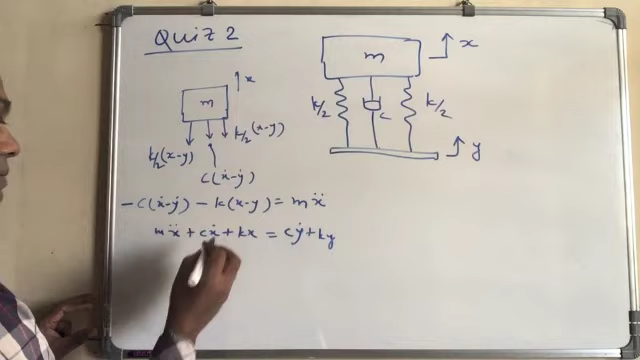 Quiz 2
m
x
k/2
c
k/2
y
x
m
k/2(x-y)
k/2(x-y)
c(ẋ-ẏ)
-c(ẋ-ẏ) - k(x-y) = mẍ
mẍ + cẋ + kx = cẏ + ky